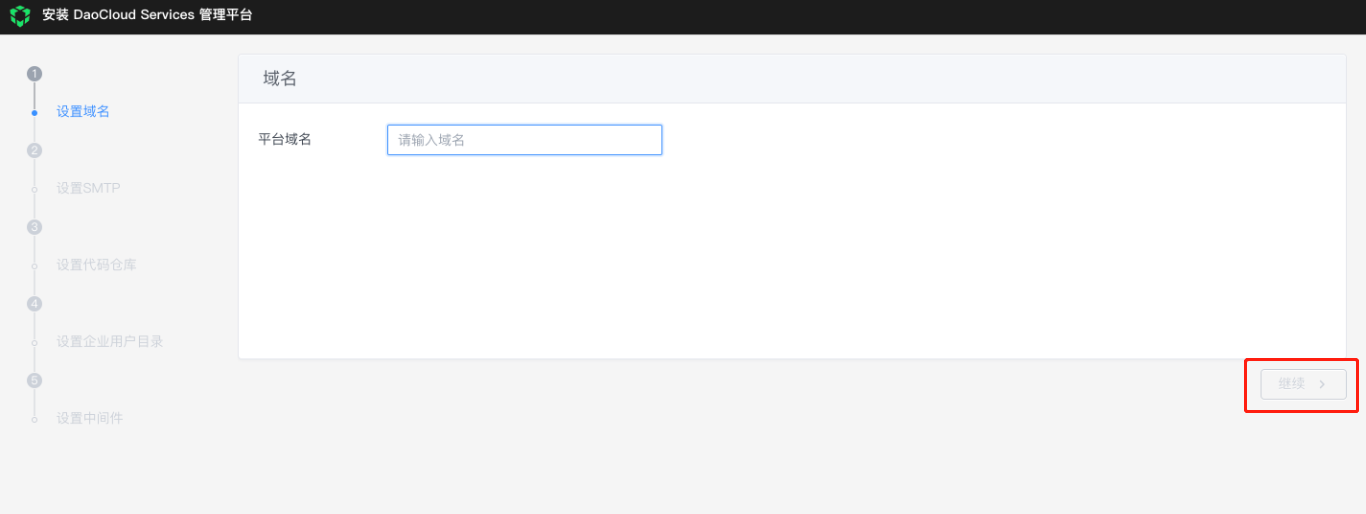 安装 DaoCloud Services 管理平台
1
设置域名
2
设置SMTP
3
设置代码仓库
4
设置企业用户目录
5
设置中间件
域名
平台域名
请输入域名
继续